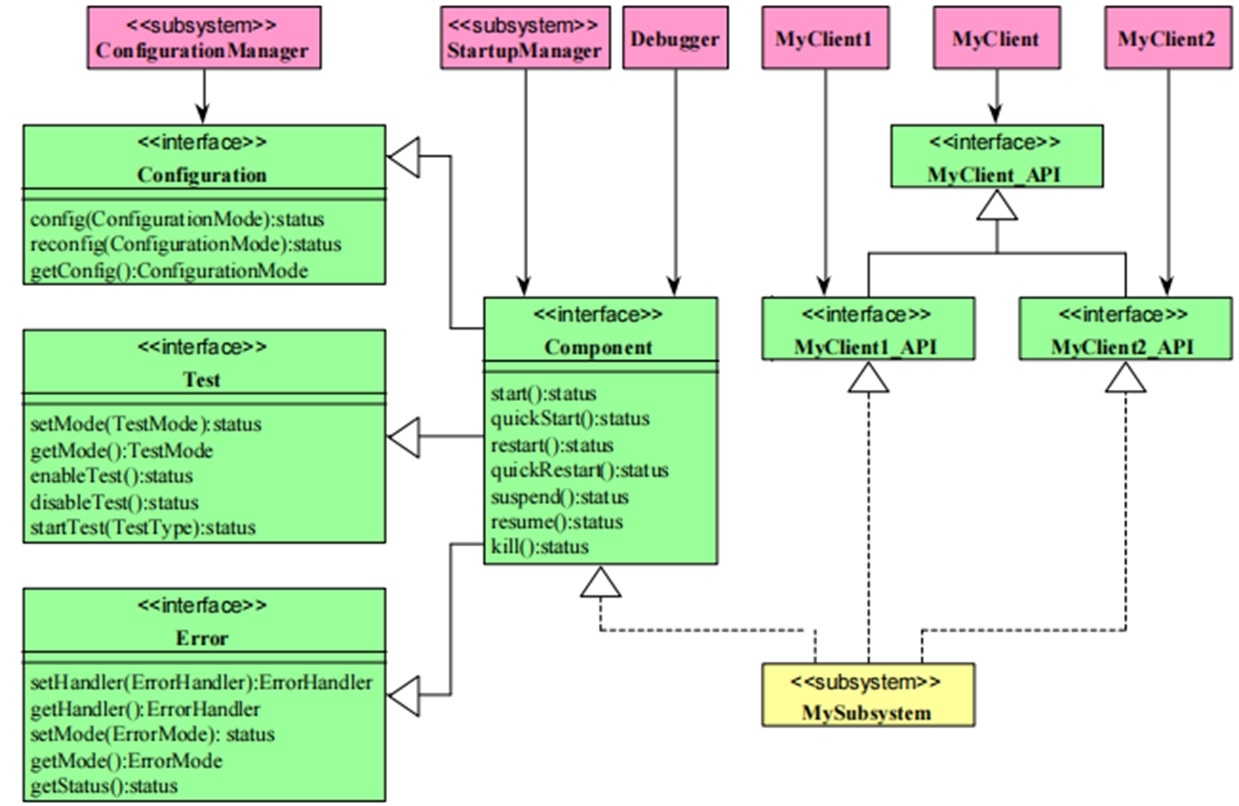 <<subsystem>>
ConfigurationManager
<<subsystem>>
StartupManager
Debugger
MyClient1
MyClient
MyClient2
<<interface>>
Configuration
config(ConfigurationMode):status
reconfig(ConfigurationMode):status
getConfig():ConfigurationMode
<<interface>>
MyClient_API
<<interface>>
Component
start():status
quickStart():status
restart():status
quickRestart():status
suspend():status
resume():status
kill():status
<<interface>>
MyClient1_API
<<interface>>
MyClient2_API
<<interface>>
Test
setMode(TestMode):status
getMode():TestMode
enableTest():status
disableTest():status
startTest(TestType):status
<<interface>>
Error
setHandler(ErrorHandler):ErrorHandler
getHandler():ErrorHandler
setMode(ErrorMode): status
getMode():ErrorMode
getStatus():status
<<subsystem>>
MySubsystem